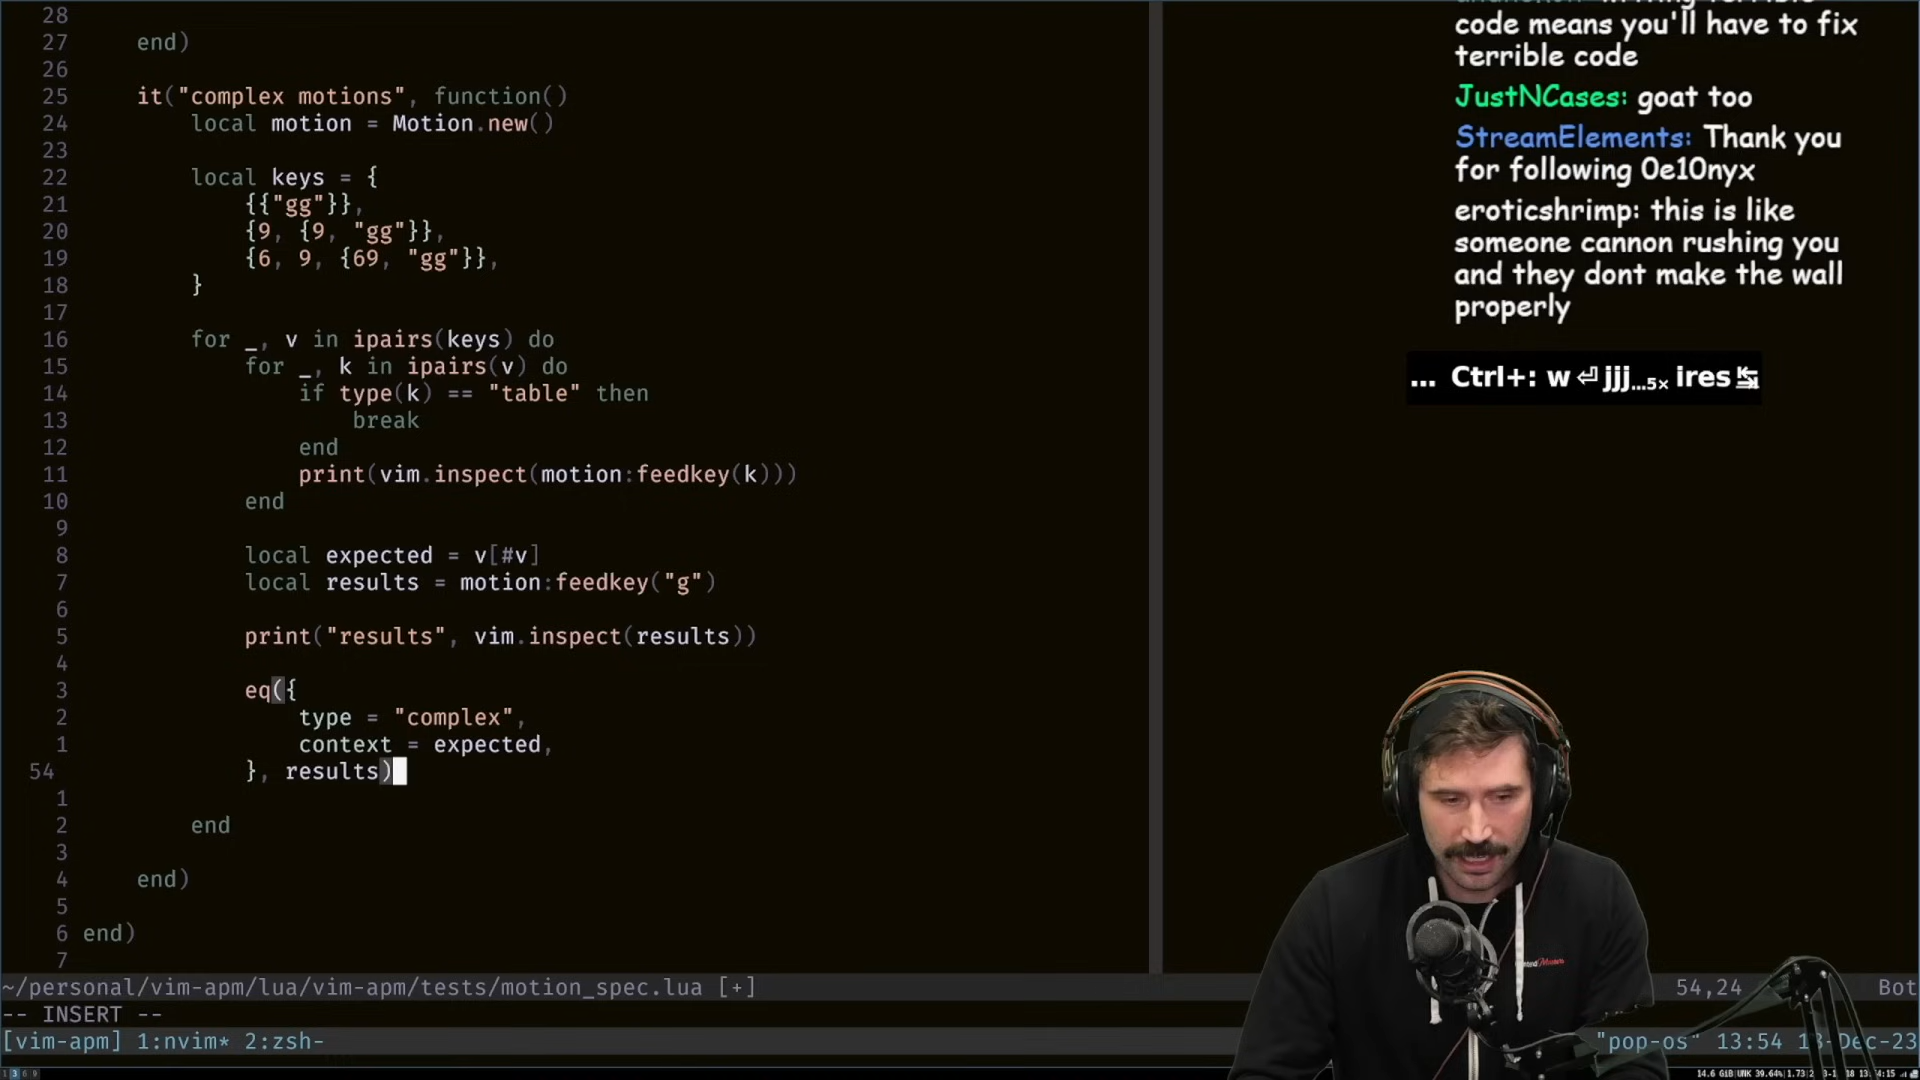 28
27 end)
26
25 it("complex motions", function()
24 local motion = Motion.new()
23
22 local keys = {
21 {{"gg"}},
20 {9, {9, "gg"}},
19 {6, 9, {69, "gg"}},
18 }
17
16 for _, v in ipairs(keys) do
15 for _, k in ipairs(v) do
14 if type(k) == "table" then
13 break
12 end
11 print(vim.inspect(motion:feedkey(k)))
10 end
9
8 local expected = v[#v]
7 local results = motion:feedkey("g")
6
5 print("results", vim.inspect(results))
4
3 eq({
2 type = "complex",
1 context = expected,
54 }, results)
1
2 end
3
4 end)
5
6 end)
7
~/personal/vim-apm/lua/vim-apm/tests/motion_spec.lua [+] 54,24 Bot
-- INSERT --
[vim-apm] 1:nvim* 2:zsh- "pop-os" 13:54 18-Dec-23
code means you'll have to fix
terrible code
JustNCases: goat too
StreamElements: Thank you
for following 0e10nyx
eroticshrimp: this is like
someone cannon rushing you
and they dont make the wall
properly
... Ctrl+: w ⏎ jjj...5× ires ↹